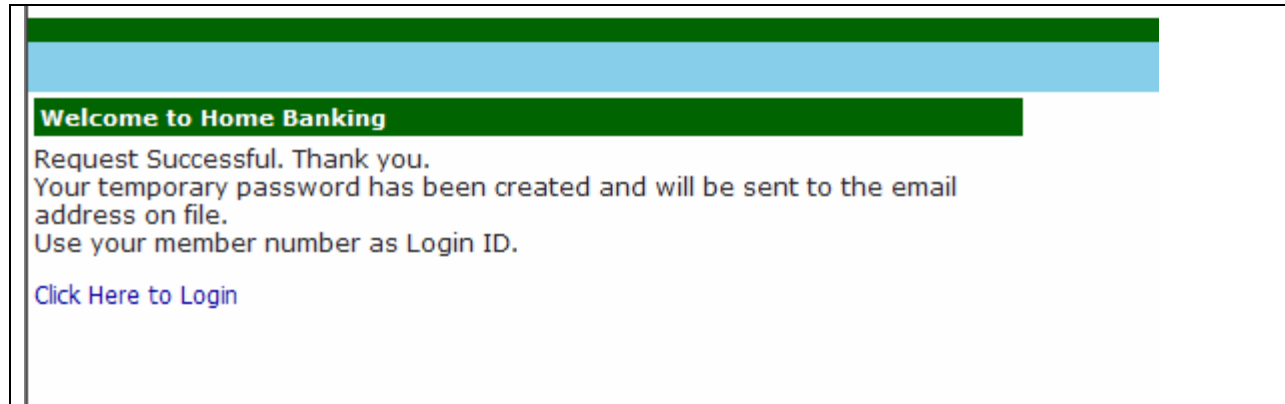 Welcome to Home Banking
Request Successful. Thank you.
Your temporary password has been created and will be sent to the email
address on file.
Use your member number as Login ID.
Click Here to Login